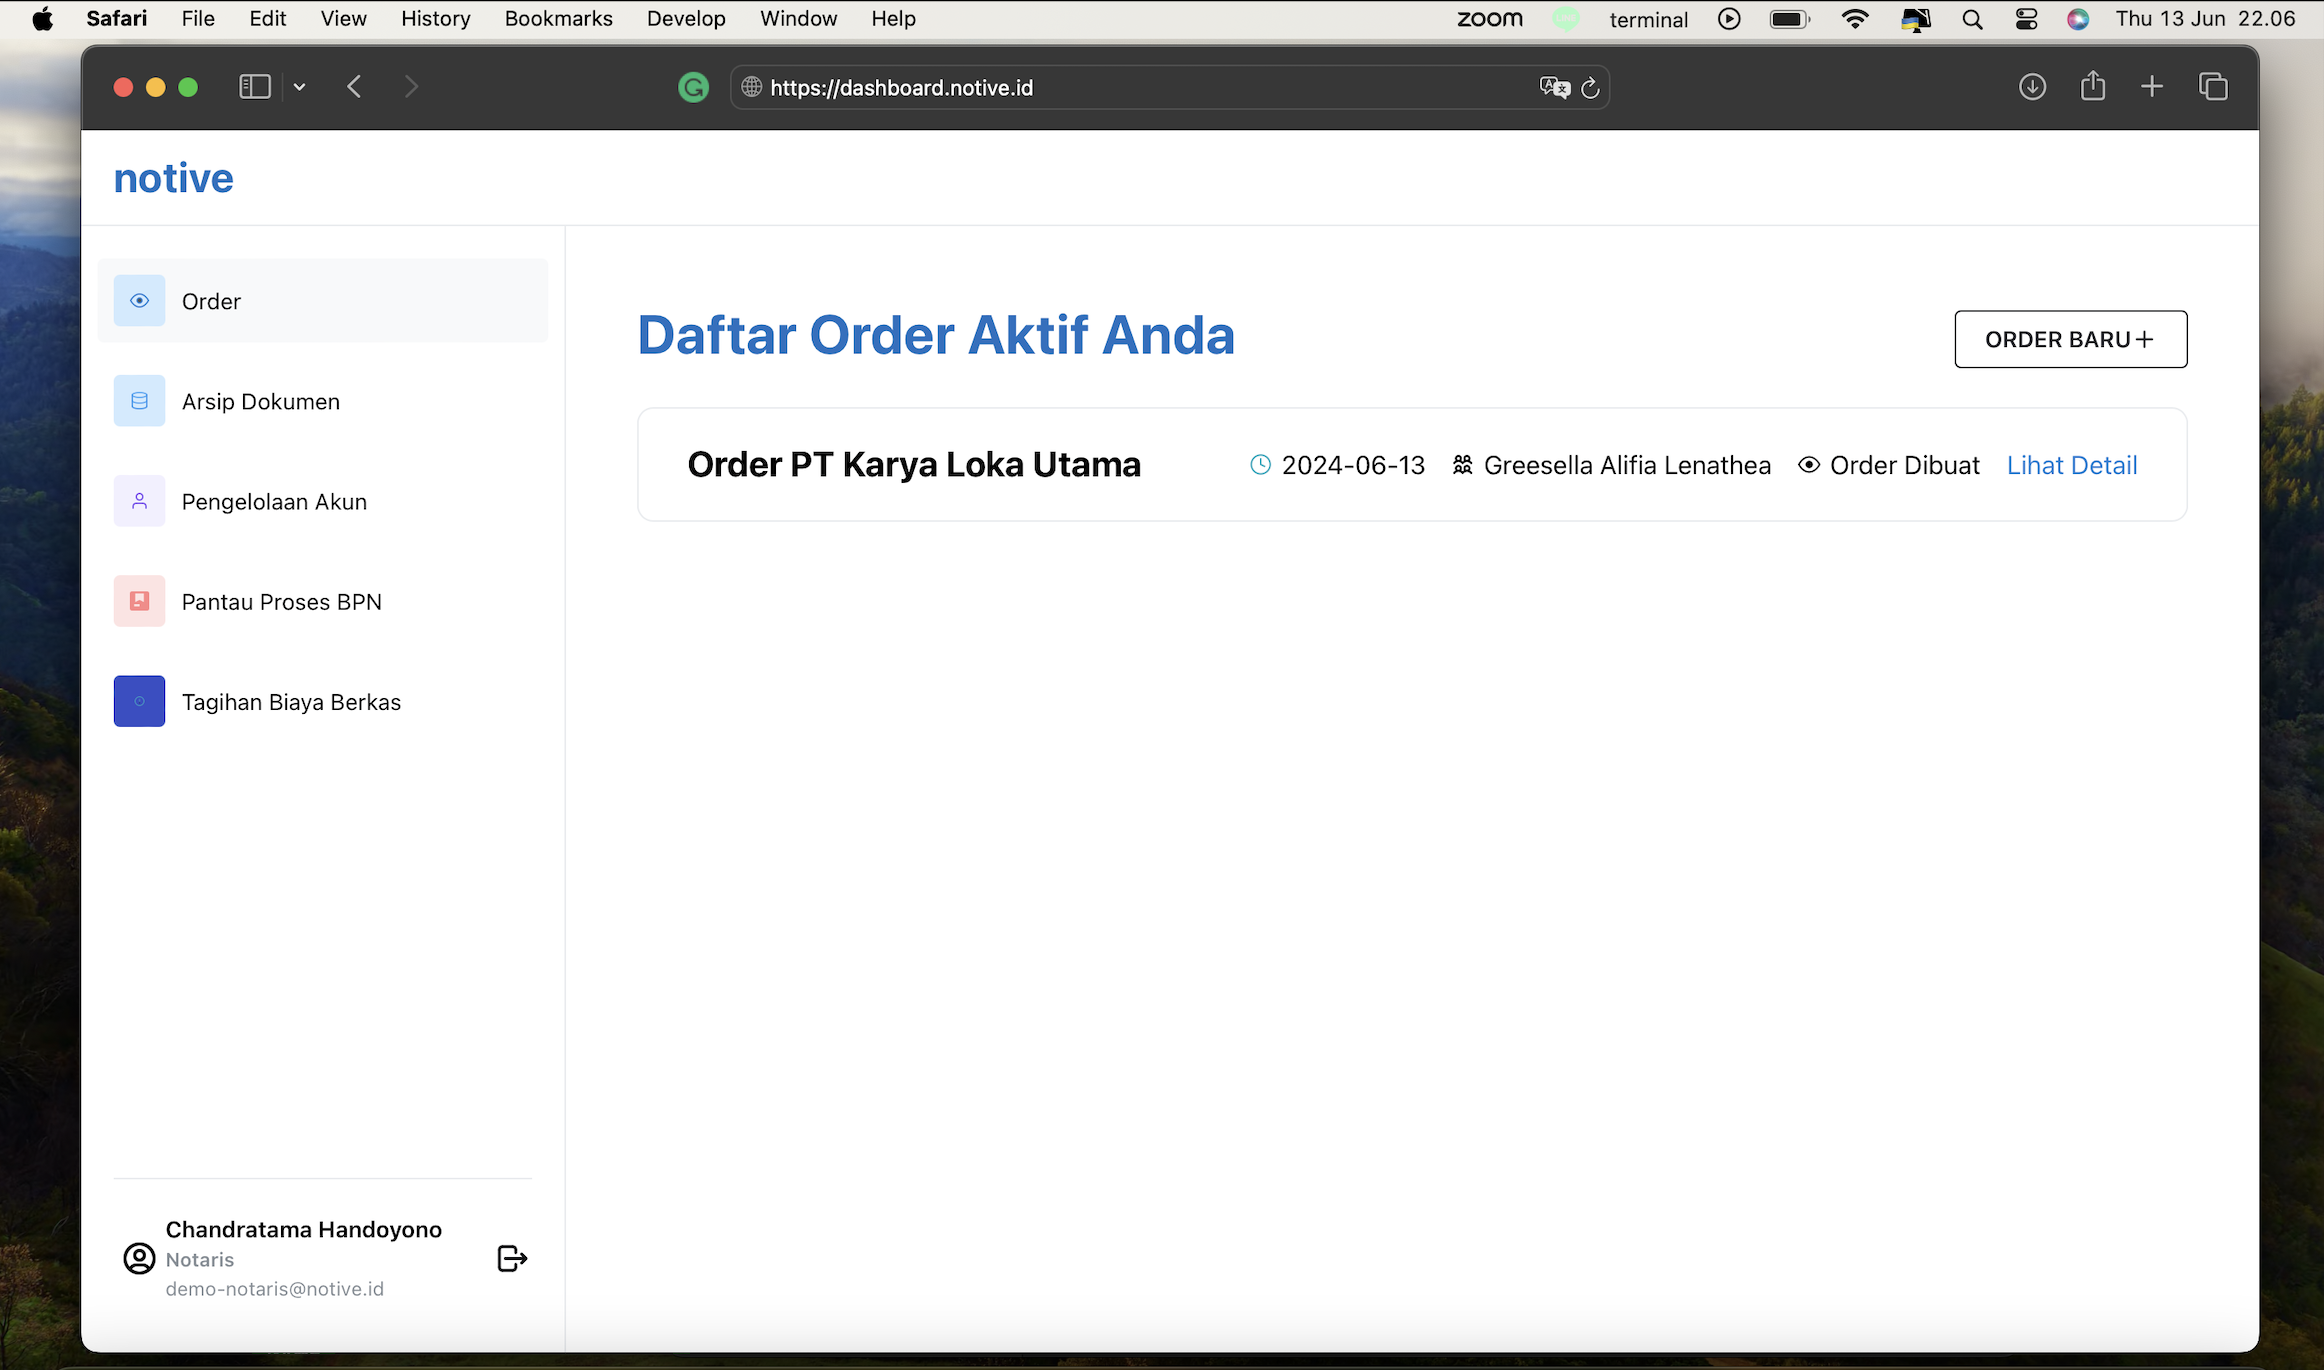 Safari File Edit View History Bookmarks Develop Window Help zoom terminal Thu 13 Jun 22.06
https://dashboard.notive.id
notive
Order
Arsip Dokumen
Pengelolaan Akun
Pantau Proses BPN
Tagihan Biaya Berkas
Daftar Order Aktif Anda
ORDER BARU+
Order PT Karya Loka Utama 2024-06-13 Greesella Alifia Lenathea Order Dibuat Lihat Detail
Chandratama Handoyono
Notaris
demo-notaris@notive.id